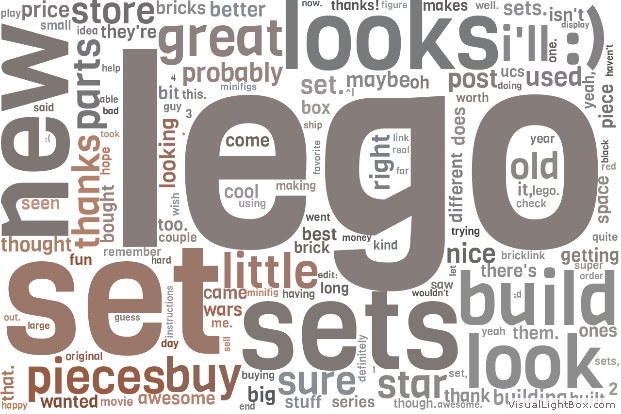 play
price
store
bricks
better
now.
thanks!
figure
makes
well.
sets.
isn't
display
small
idea
they're
great
looks
i'll
:)
one.
haven't
new
parts
help
probably
4
minifigs
set.
:(
maybe
oh
post
ucs
doing
used
yeah,
piece
said
able
bad
bit
this.
guy
3
box
ship
^|
worth
lego
took
thanks
hope
bought
looking
wish
come
cool
using
making
favorite
right
link
real
for
different
does
year
old
it,
lego.
check
black
red
space
seen
thought
fun
remember
hard
too.
couple
went
best
brick
money
kind
trying
nice
bricklink
quite
getting
set
little
edit:
long
let
there's
super
order
came
minifig
having
wars
me.
saw
wouldn't
build
:d
out.
large
guess
instructions
day
sell
sets
yeah
them.
ones
original
definitely
look
sets,
that.
pieces
buy
buying
sure
star
set,
wanted
movie
awesome
end
big
stuff
series
though.
awesome.
thank
building
built
2
happy
VisualLightBox.com